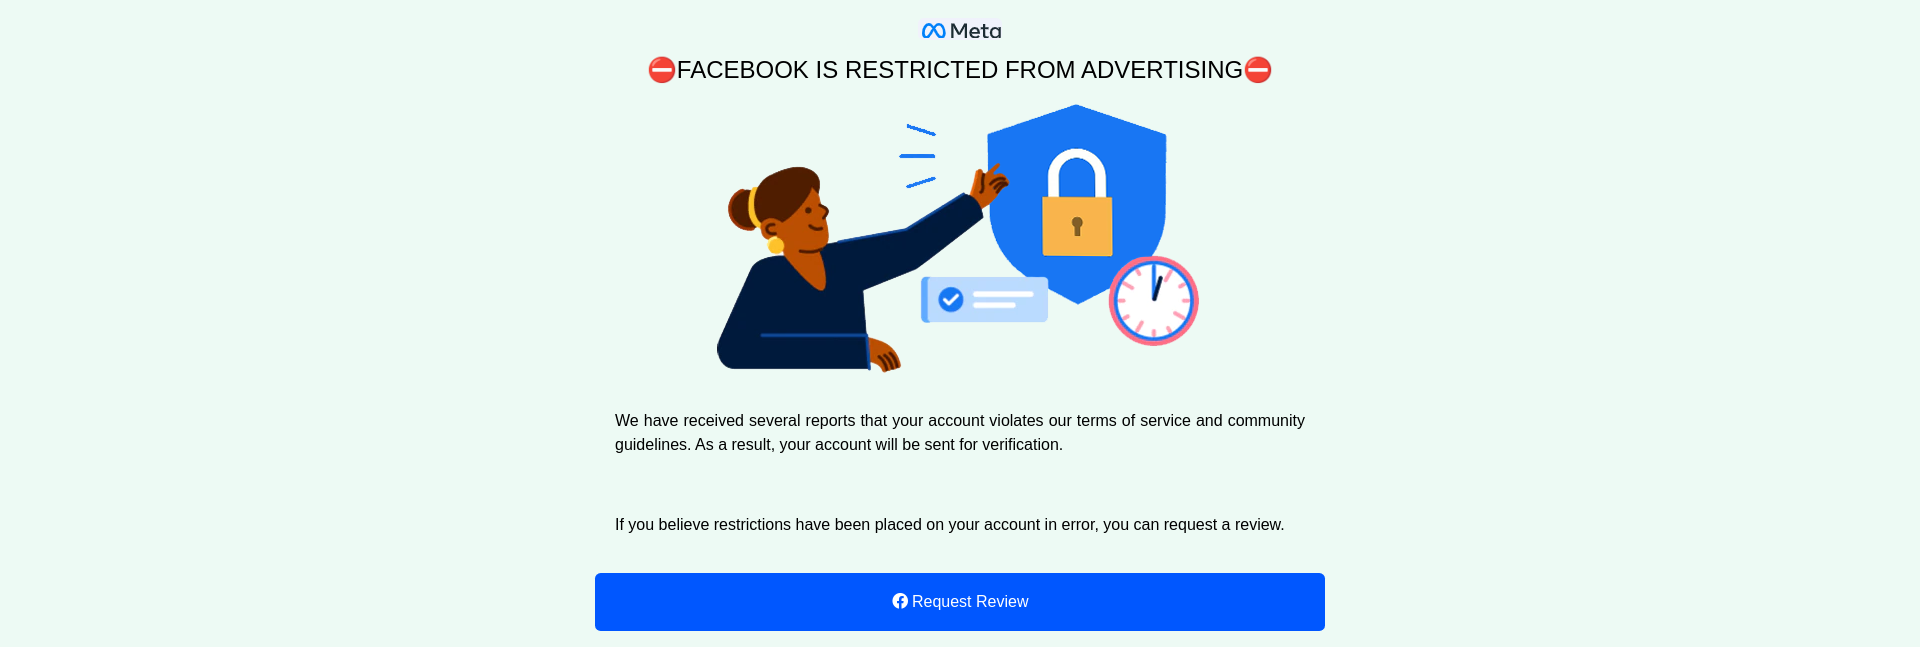 Meta
⛔FACEBOOK IS RESTRICTED FROM ADVERTISING⛔
We have received several reports that your account violates our terms of service and community
guidelines. As a result, your account will be sent for verification.
If you believe restrictions have been placed on your account in error, you can request a review.
Request Review